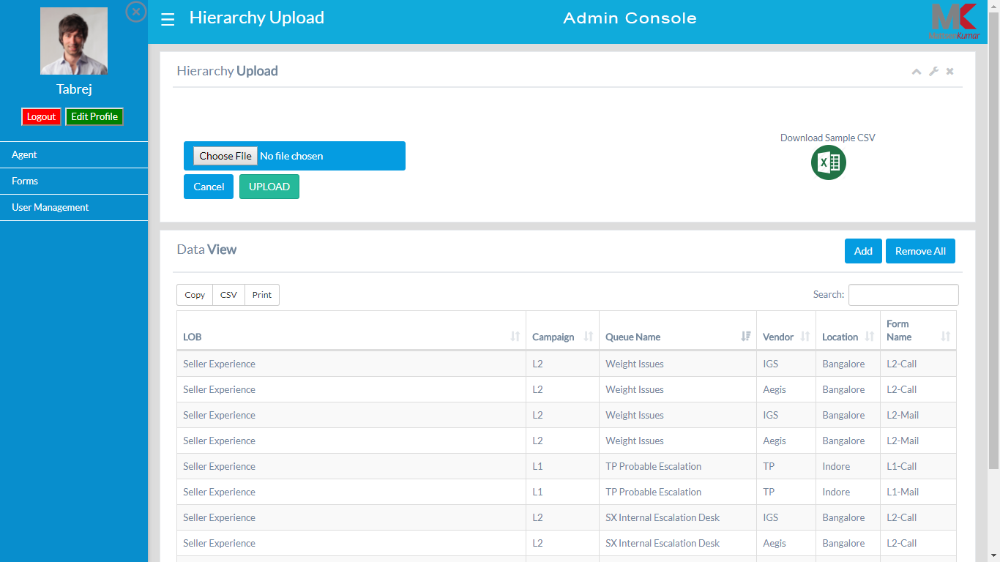 Tabrej
Logout Edit Profile
Agent
Forms
User Management
☰ Hierarchy Upload Admin Console
MK
Hierarchy Upload
Choose File No file chosen
Cancel UPLOAD
Download Sample CSV
Data View
Add Remove All
Copy CSV Print
Search:
LOB Campaign Queue Name Vendor Location Form Name
Seller Experience L2 Weight Issues IGS Bangalore L2-Call
Seller Experience L2 Weight Issues Aegis Bangalore L2-Call
Seller Experience L2 Weight Issues IGS Bangalore L2-Mail
Seller Experience L2 Weight Issues Aegis Bangalore L2-Mail
Seller Experience L1 TP Probable Escalation TP Indore L1-Call
Seller Experience L1 TP Probable Escalation TP Indore L1-Mail
Seller Experience L2 SX Internal Escalation Desk IGS Bangalore L2-Call
Seller Experience L2 SX Internal Escalation Desk Aegis Bangalore L2-Call